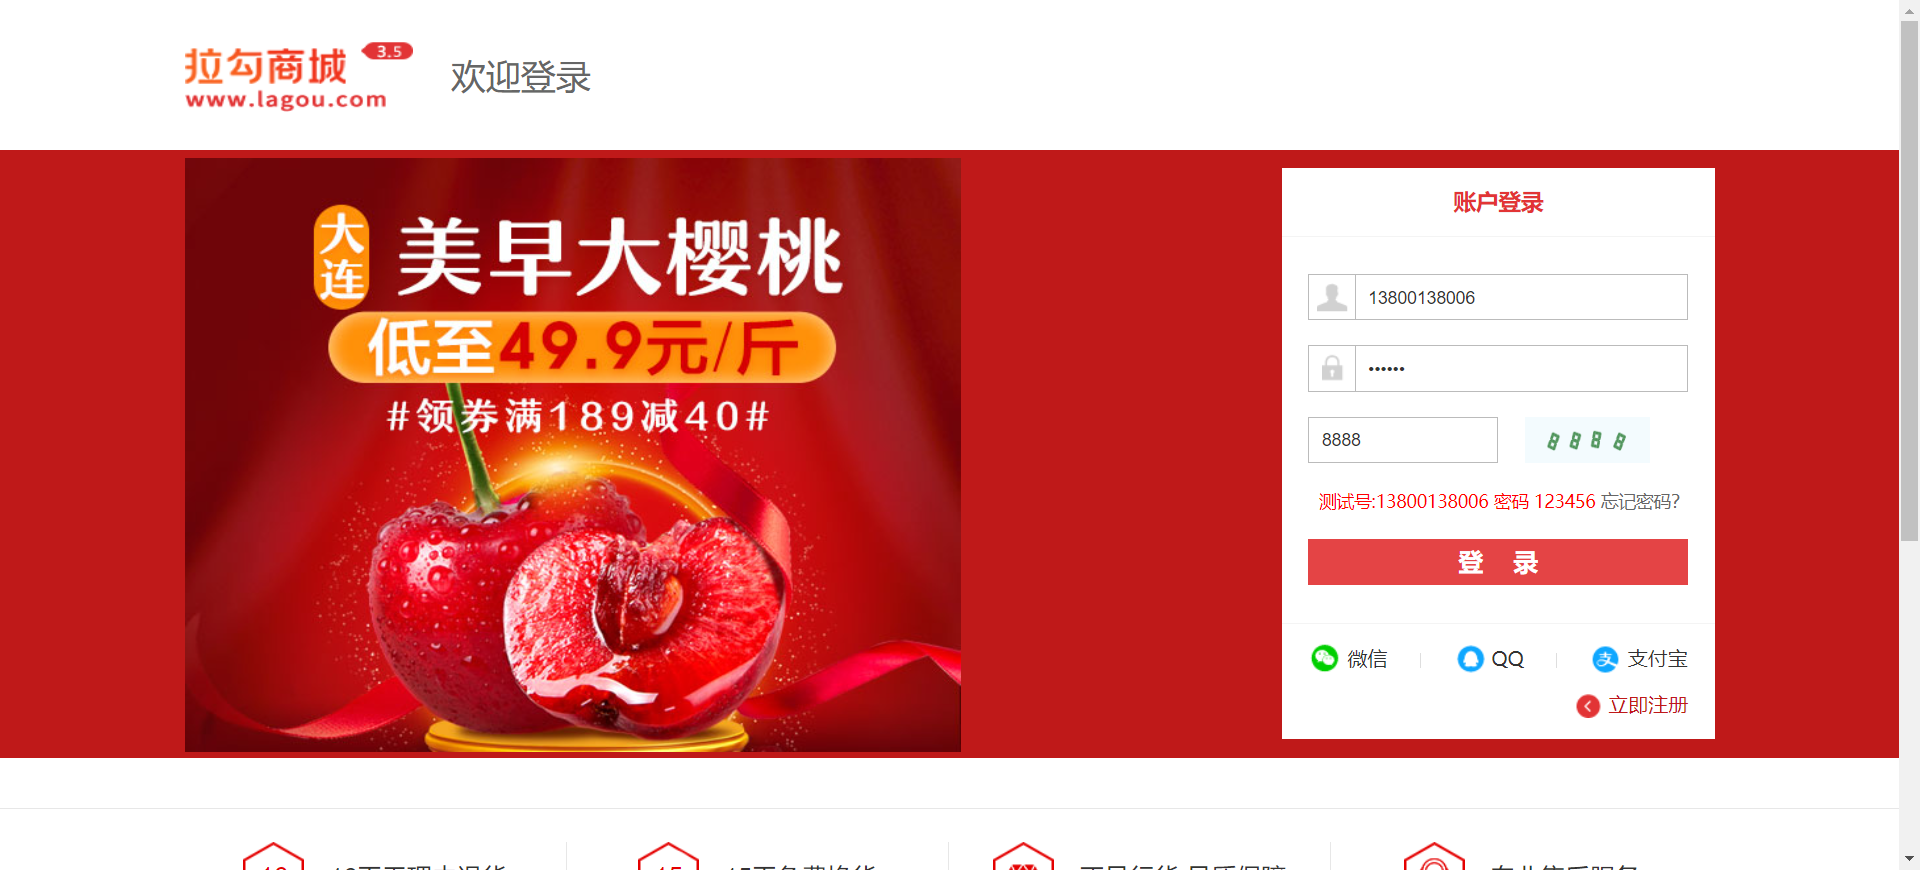 拉勾商城 3.5
www.lagou.com
欢迎登录
大连
美早大樱桃
低至49.9元/斤
#领券满189减40#
账户登录
13800138006
••••••
8888
8888
测试号:13800138006 密码 123456 忘记密码?
登 录
微信
QQ
支付宝
立即注册